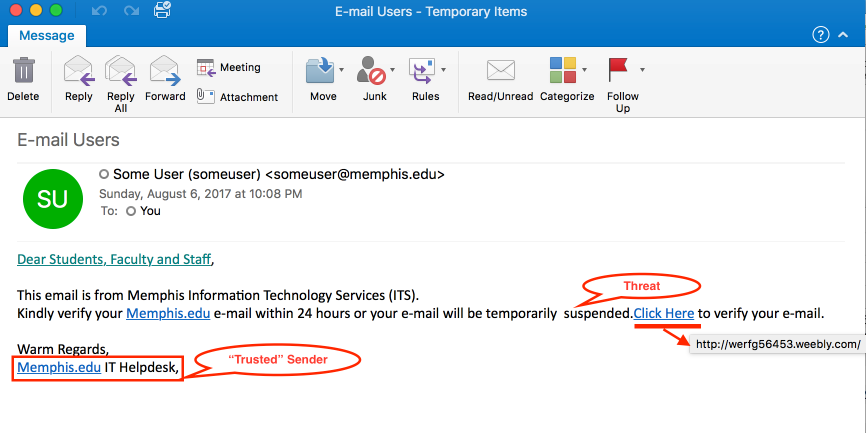 E-mail Users - Temporary Items
Message
?
Delete
Reply
Reply All
Forward
Meeting
Attachment
Move
Junk
Rules
Read/Unread
Categorize
Follow Up
E-mail Users
SU
Some User (someuser) <someuser@memphis.edu>
Sunday, August 6, 2017 at 10:08 PM
To: You
Dear Students, Faculty and Staff,
Threat
This email is from Memphis Information Technology Services (ITS).
Kindly verify your Memphis.edu e-mail within 24 hours or your e-mail will be temporarily suspended.Click Here to verify your e-mail.
http://werfg56453.weebly.com/
Warm Regards,
Memphis.edu IT Helpdesk,
“Trusted” Sender